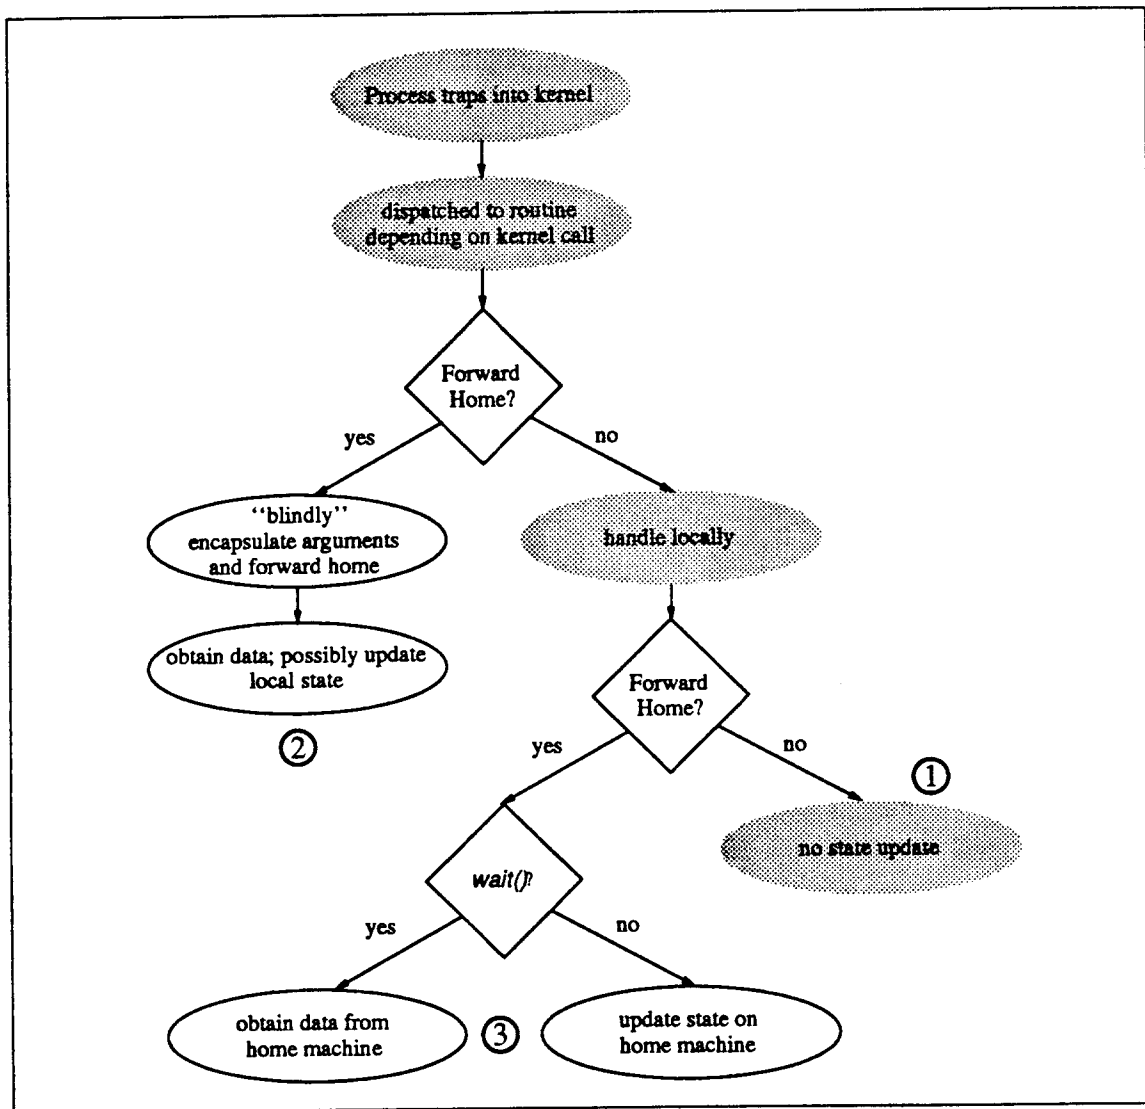 Process traps into kernel
dispatched to routine
depending on kernel call
Forward
Home?
yes
no
‘‘blindly’’
encapsulate arguments
and forward home
handle locally
obtain data; possibly update
local state
Forward
Home?
2
yes
no
1
wait()?
no state update
yes
no
obtain data from
home machine
3
update state on
home machine